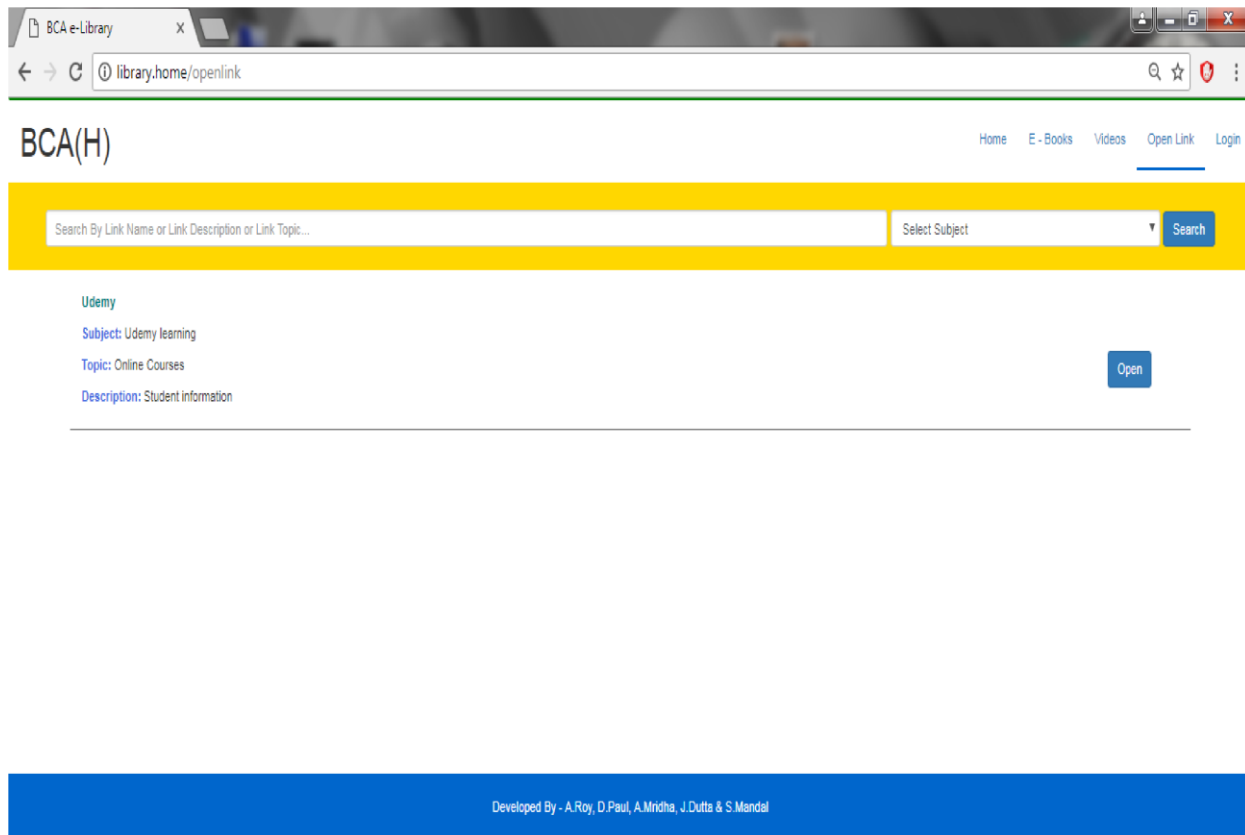 BCA e-Library
library.home/openlink
BCA(H)
Home E - Books Videos Open Link Login
Search By Link Name or Link Description or Link Topic... Select Subject Search
Udemy
Subject: Udemy learning
Topic: Online Courses
Open
Description: Student information
Developed By - A.Roy, D.Paul, A.Mridha, J.Dutta & S.Mandal